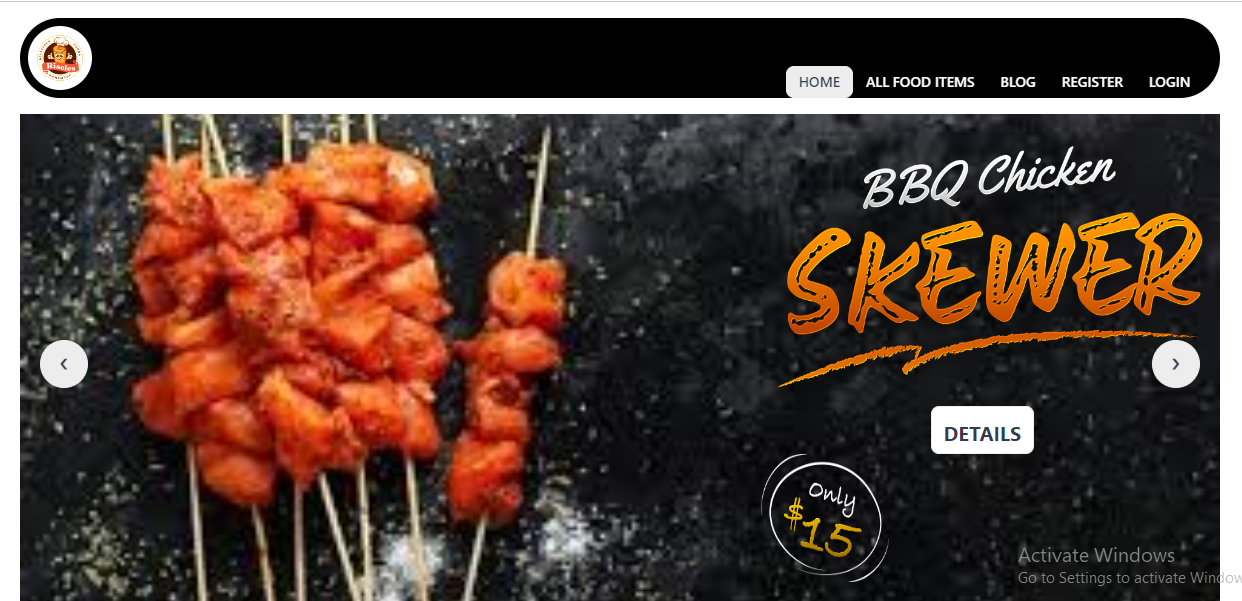 Risoles
HOME ALL FOOD ITEMS BLOG REGISTER LOGIN
BBQ Chicken
SKEWER
‹ ›
DETAILS
Only
$15
Activate Windows
Go to Settings to activate Window